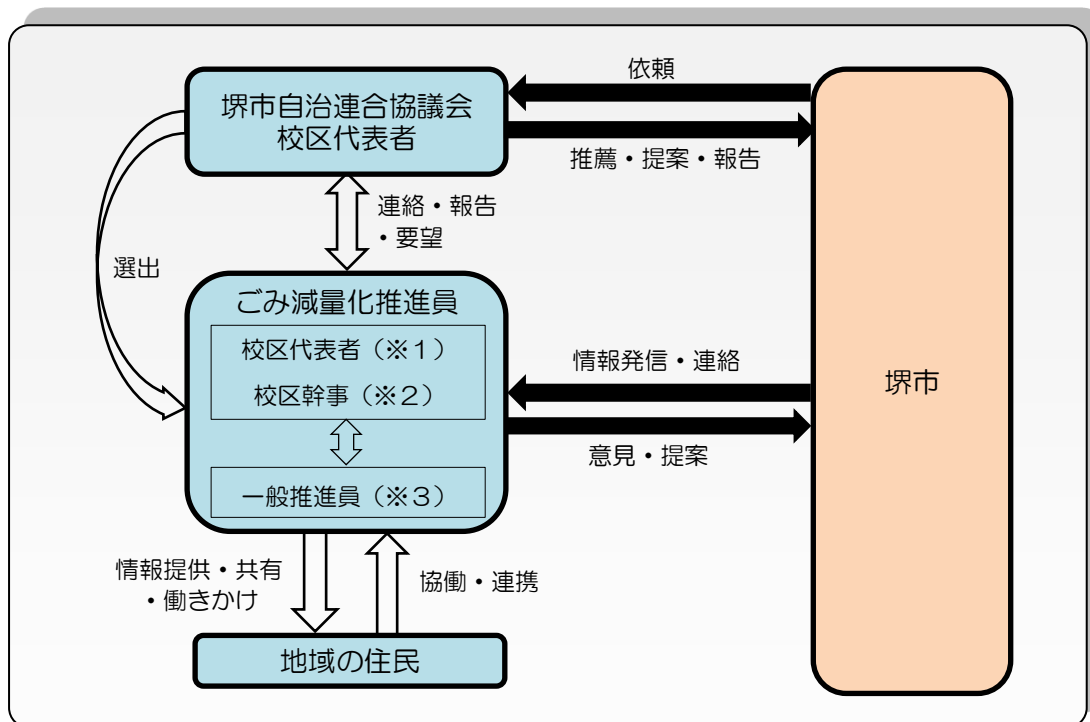 依頼
堺市自治連合協議会
校区代表者
推薦・提案・報告
連絡・報告
・要望
選出
ごみ減量化推進員
校区代表者（※１）
校区幹事（※２）
情報発信・連絡
堺市
意見・提案
一般推進員（※３）
情報提供・共有
・働きかけ
協働・連携
地域の住民